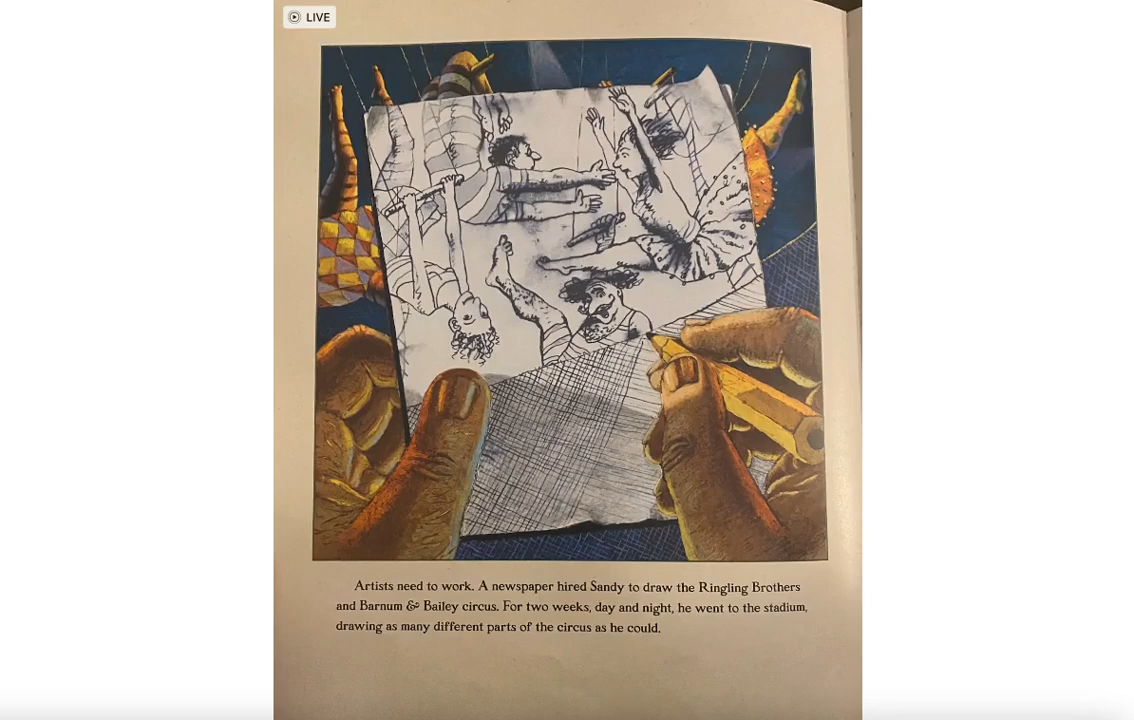 LIVE
Artists need to work. A newspaper hired Sandy to draw the Ringling Brothers
and Barnum & Bailey circus. For two weeks, day and night, he went to the stadium,
drawing as many different parts of the circus as he could.